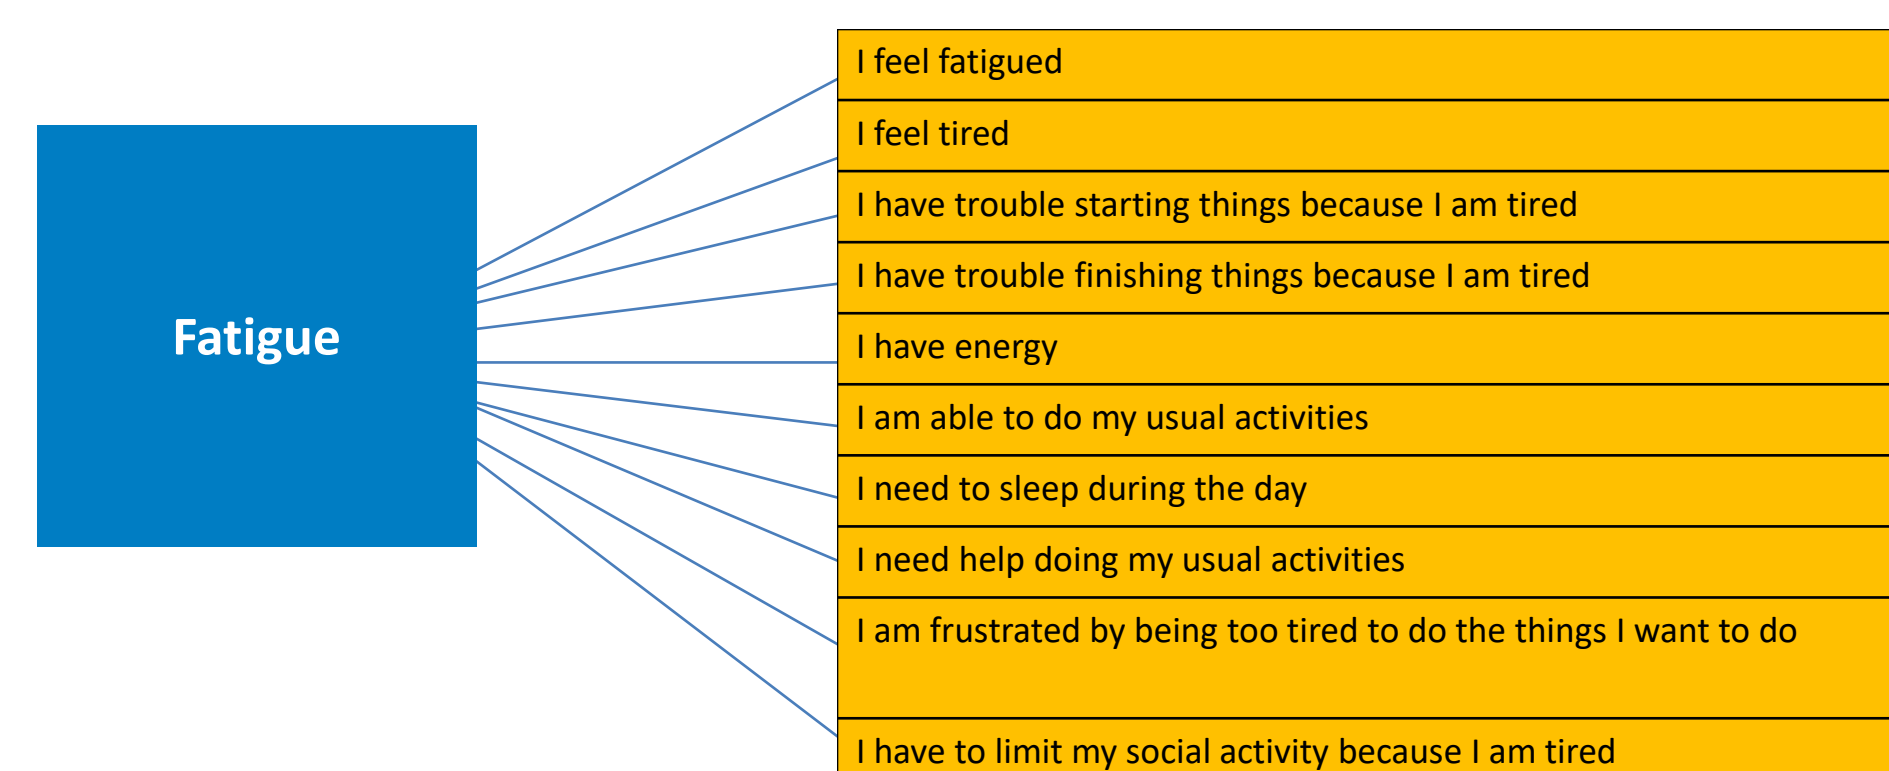 Fatigue
I feel fatigued
I feel tired
I have trouble starting things because I am tired
I have trouble finishing things because I am tired
I have energy
I am able to do my usual activities
I need to sleep during the day
I need help doing my usual activities
I am frustrated by being too tired to do the things I want to do
I have to limit my social activity because I am tired